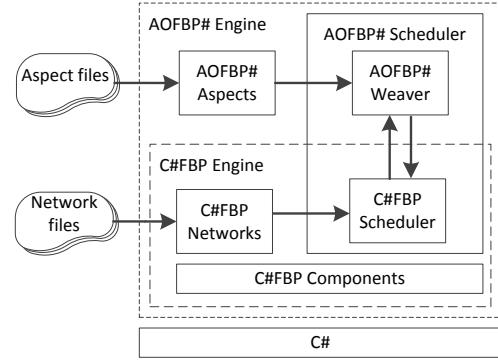 AOFBP# Engine
AOFBP# Scheduler
Aspect files
AOFBP#
Aspects
AOFBP#
Weaver
C#FBP Engine
Network
files
C#FBP
Networks
C#FBP
Scheduler
C#FBP Components
C#